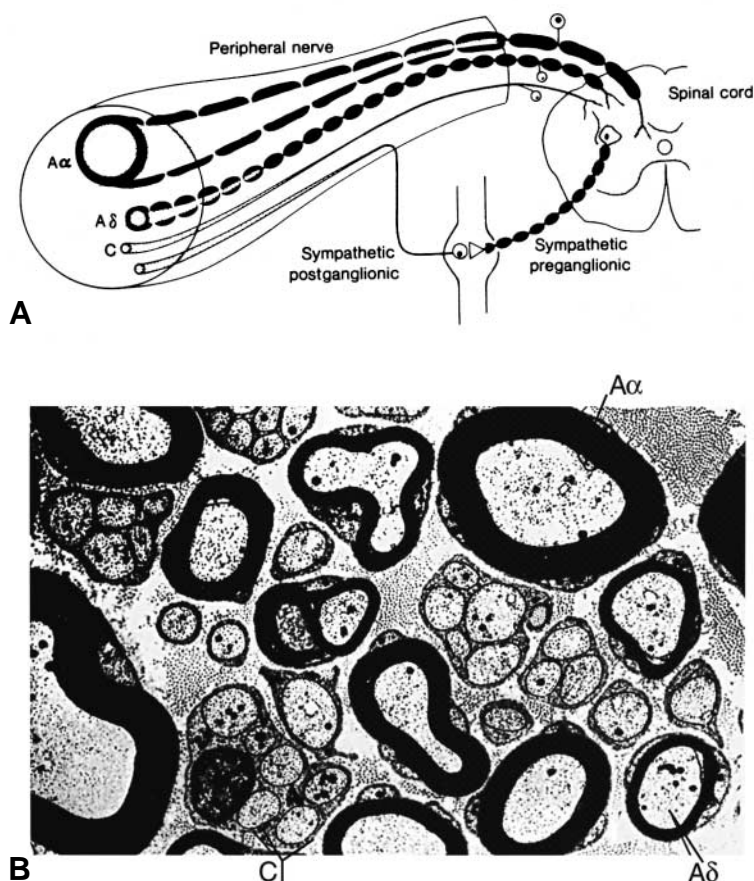 Peripheral nerve
Spinal cord
Aα
Aδ
C
Sympathetic
postganglionic
Sympathetic
preganglionic
A
Aα
B
C
Aδ